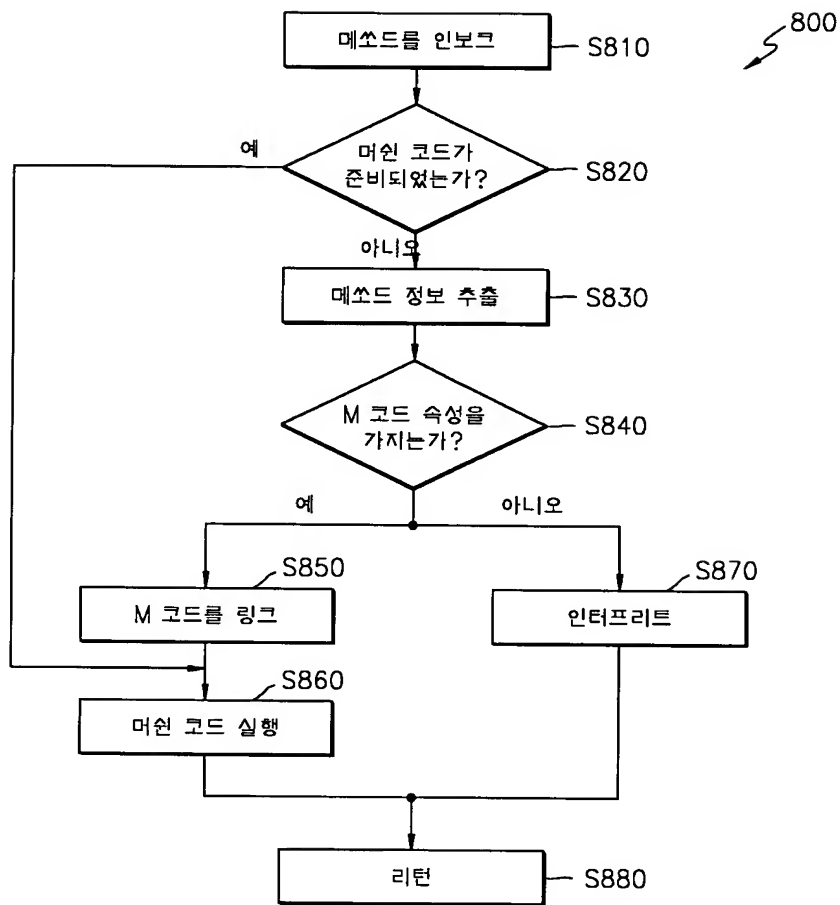 800
메쏘드를 인보크
S810
예
머쉰 코드가
준비되었는가?
S820
아니오
메쏘드 정보 추출
S830
M 코드 속성을
가지는가?
S840
예
아니오
S850
M 코드를 링크
S870
인터프리트
S860
머쉰 코드 실행
리턴
S880